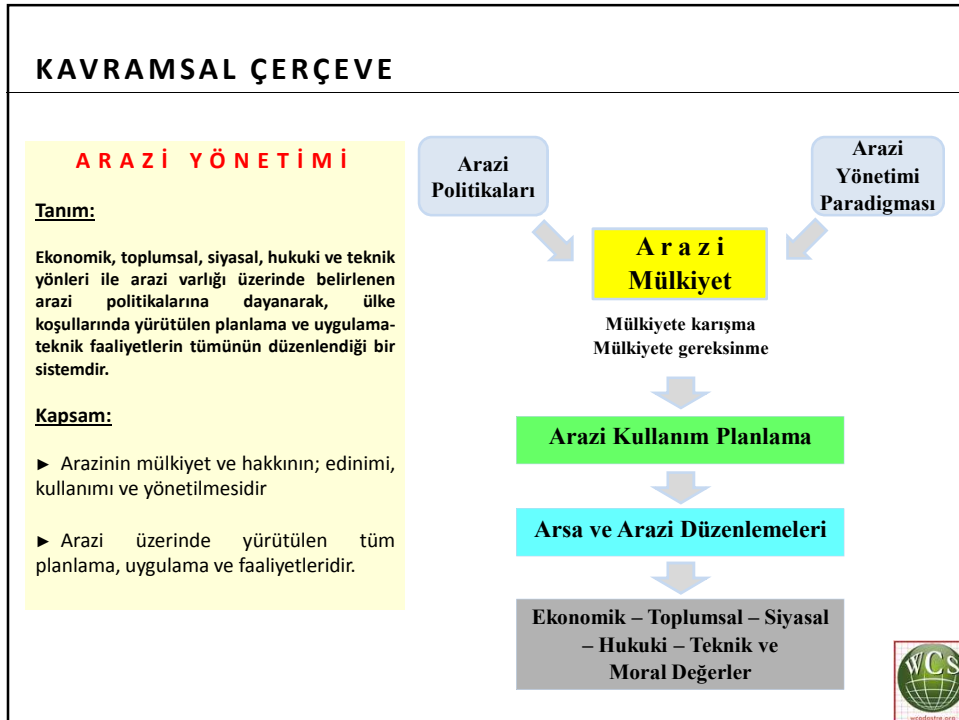 KAVRAMSAL ÇERÇEVE
ARAZİ YÖNETİMİ
Tanım:
Ekonomik, toplumsal, siyasal, hukuki ve teknik
yönleri ile arazi varlığı üzerinde belirlenen
arazi politikalarına dayanarak, ülke
koşullarında yürütülen planlama ve uygulama-
teknik faaliyetlerin tümünün düzenlendiği bir
sistemdir.
Kapsam:
► Arazinin mülkiyet ve hakkının; edinimi,
kullanımı ve yönetilmesidir
► Arazi üzerinde yürütülen tüm
planlama, uygulama ve faaliyetleridir.
Arazi
Politikaları
Arazi
Yönetimi
Paradigması
Arazi
Mülkiyet
Mülkiyete karışma
Mülkiyete gereksinme
Arazi Kullanım Planlama
Arsa ve Arazi Düzenlemeleri
Ekonomik – Toplumsal – Siyasal
– Hukuki – Teknik ve
Moral Değerler
WCS
wcadastre.org